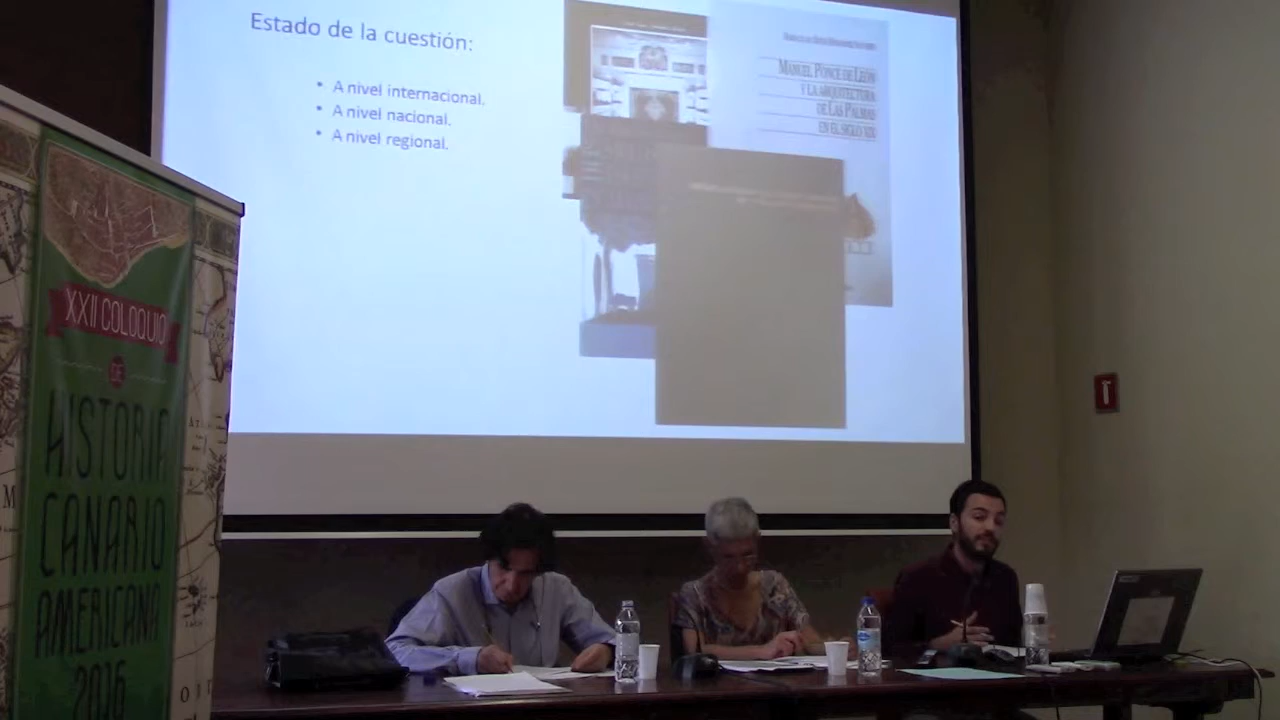 Estado de la cuestión:
• A nivel internacional.
• A nivel nacional.
• A nivel regional.
MANUEL PONCE DE LEÓN
Y LA ARQUITECTURA
DE LAS PALMAS
EN EL SIGLO XIX
XXII COLOQUIO
DE
HISTORIA
CANARIO
AMERICANA
2016